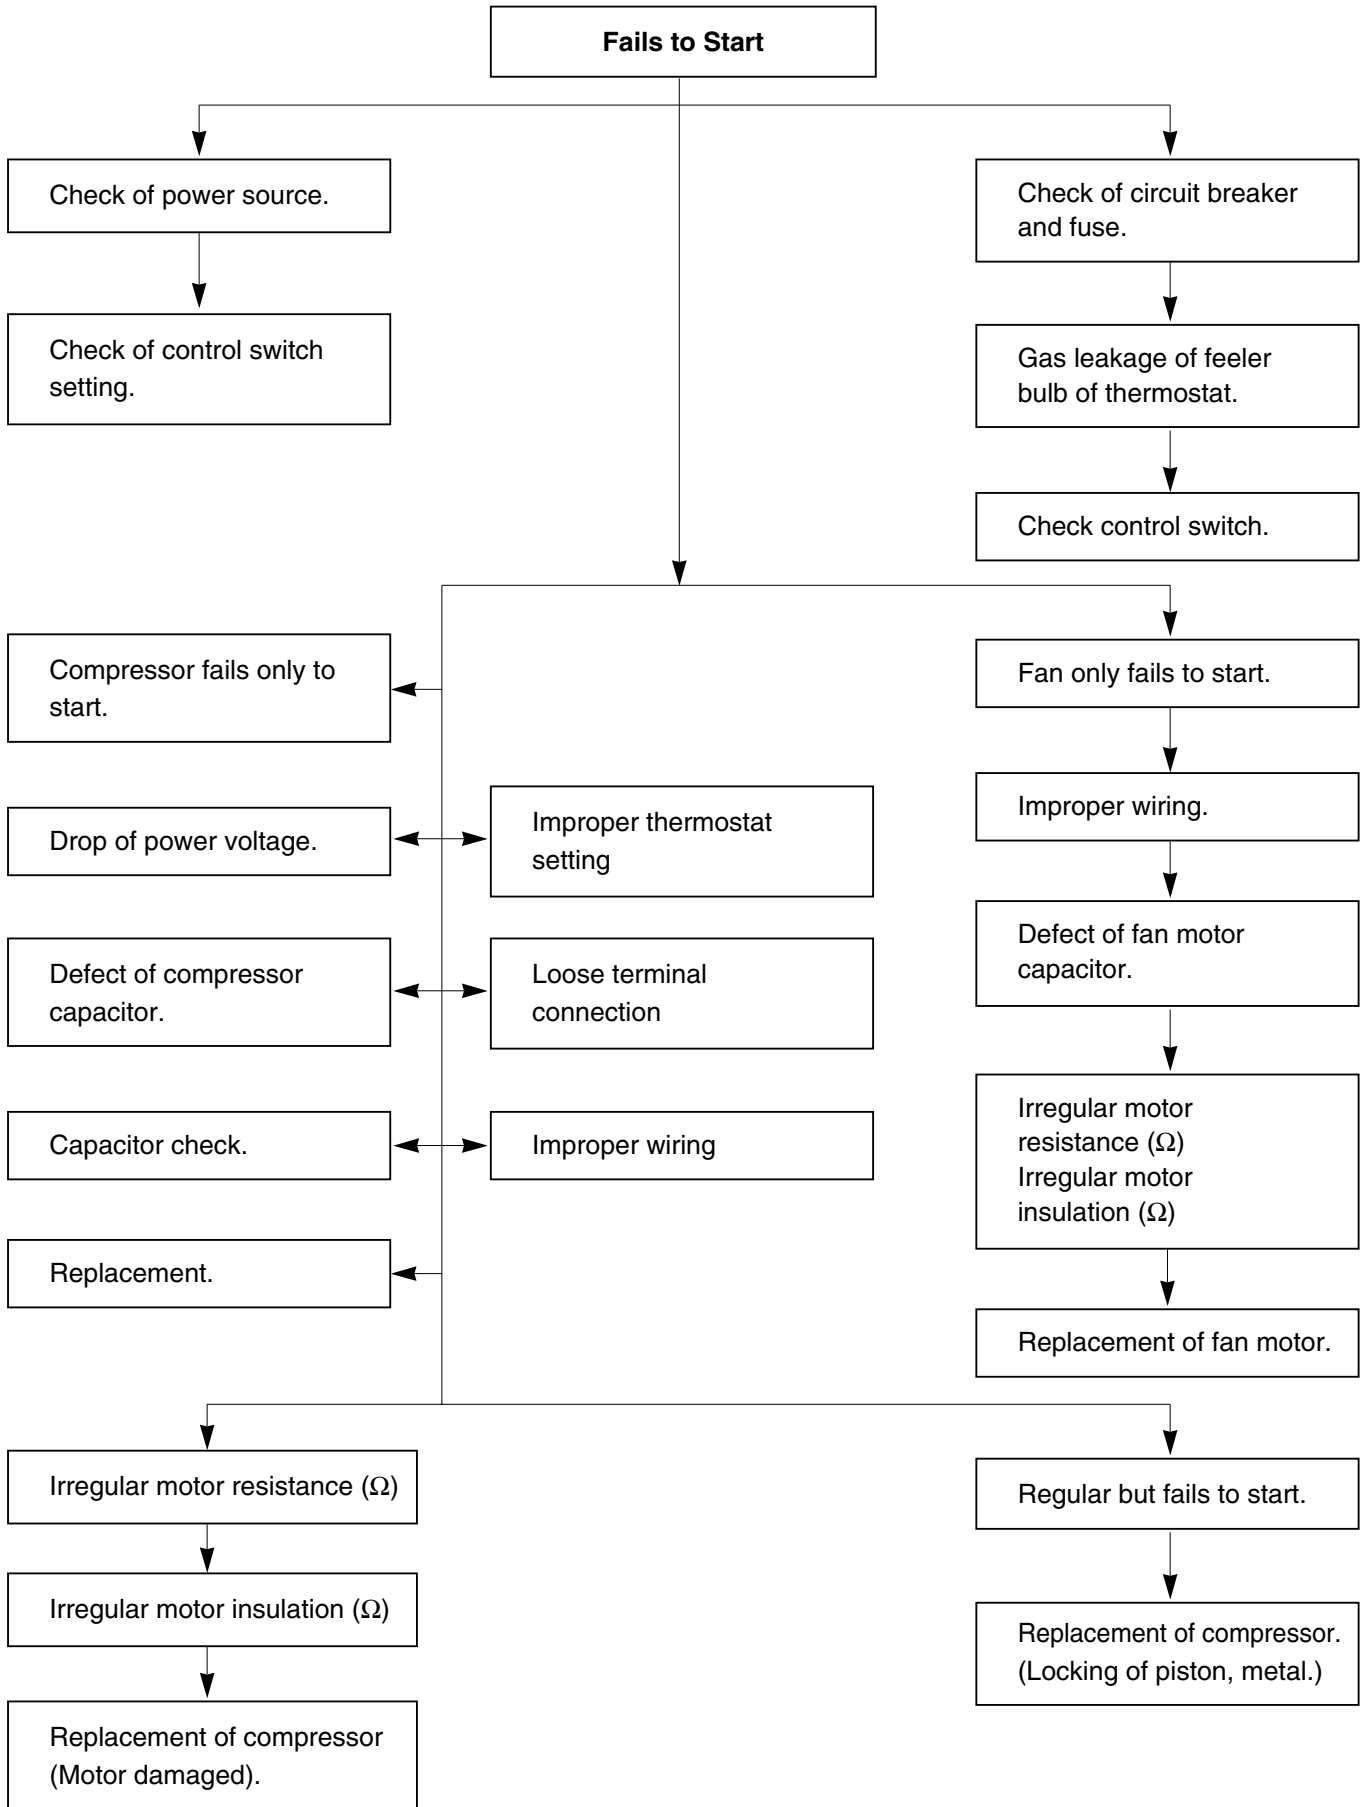 Fails to Start
Check of power source.
Check of control switch
setting.
Check of circuit breaker
and fuse.
Gas leakage of feeler
bulb of thermostat.
Check control switch.
Compressor fails only to
start.
Drop of power voltage.
Improper thermostat
setting
Defect of compressor
capacitor.
Loose terminal
connection
Capacitor check.
Improper wiring
Replacement.
Fan only fails to start.
Improper wiring.
Defect of fan motor
capacitor.
Irregular motor
resistance (Ω)
Irregular motor
insulation (Ω)
Replacement of fan motor.
Irregular motor resistance (Ω)
Irregular motor insulation (Ω)
Replacement of compressor
(Motor damaged).
Regular but fails to start.
Replacement of compressor.
(Locking of piston, metal.)